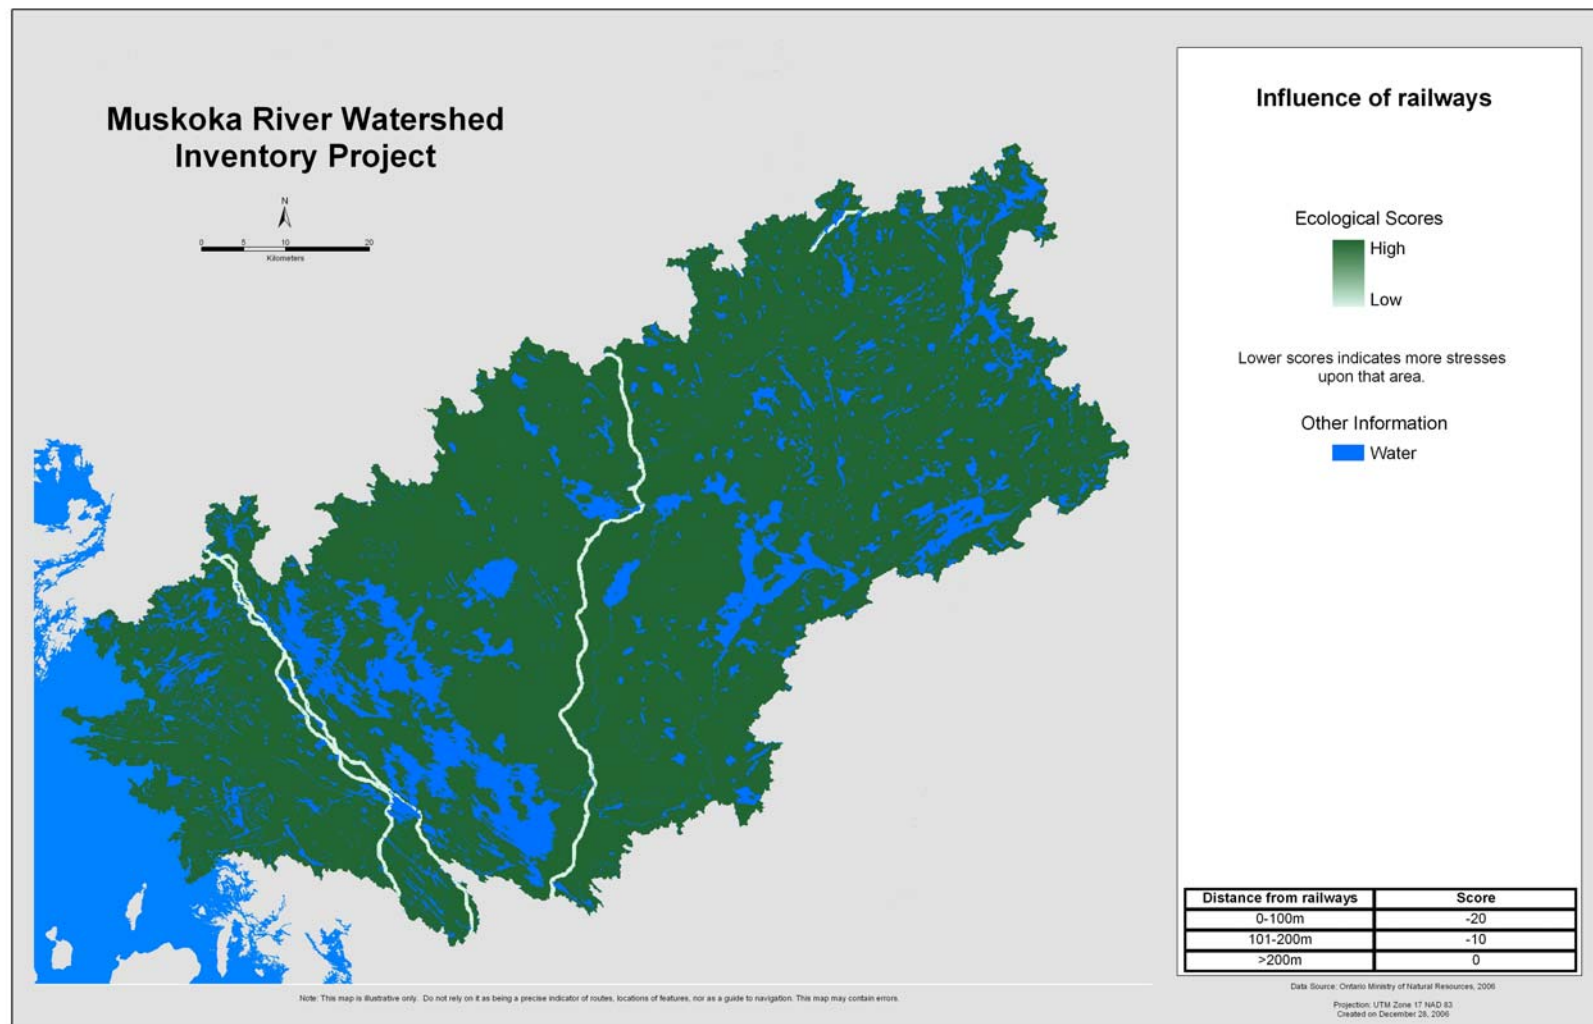 Muskoka River Watershed
Inventory Project
N
0 5 10 20
Kilometers
Influence of railways
Ecological Scores
High
Low
Lower scores indicates more stresses
upon that area.
Other Information
Water
Distance from railways Score
0-100m -20
101-200m -10
>200m 0
Note: This map is illustrative only. Do not rely on it as being a precise indicator of routes, locations of features, nor as a guide to navigation. This map may contain errors.
Data Source: Ontario Ministry of Natural Resources, 2006
Projection: UTM Zone 17 NAD 83
Created on December 28, 2006